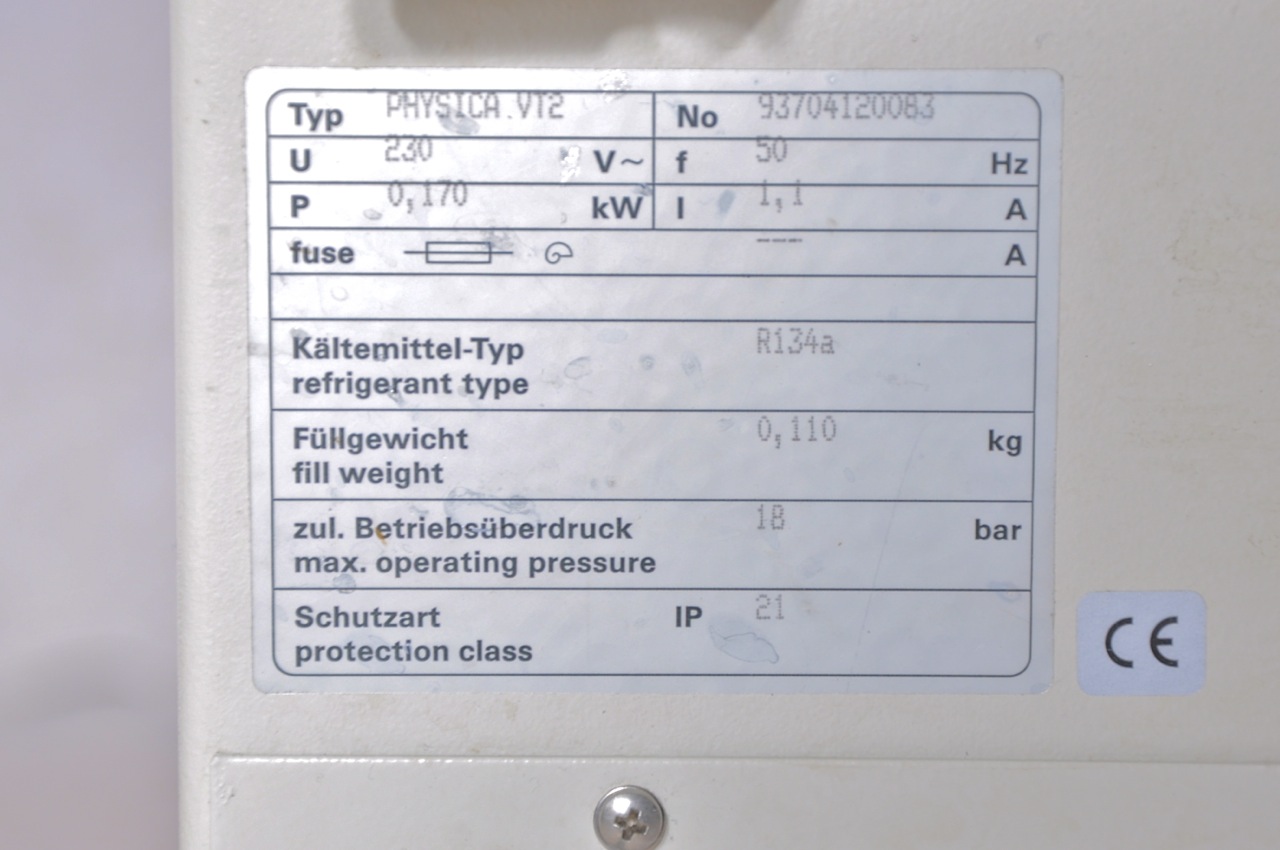 Typ PHYSICA.VT2 No 93704120083
U 230 V~ f 50 Hz
P 0,170 kW I 1,1 A
fuse --- A
Kältemittel-Typ R134a
refrigerant type
Füllgewicht 0,110 kg
fill weight
zul. Betriebsüberdruck 18 bar
max. operating pressure
Schutzart IP 21
protection class
CE